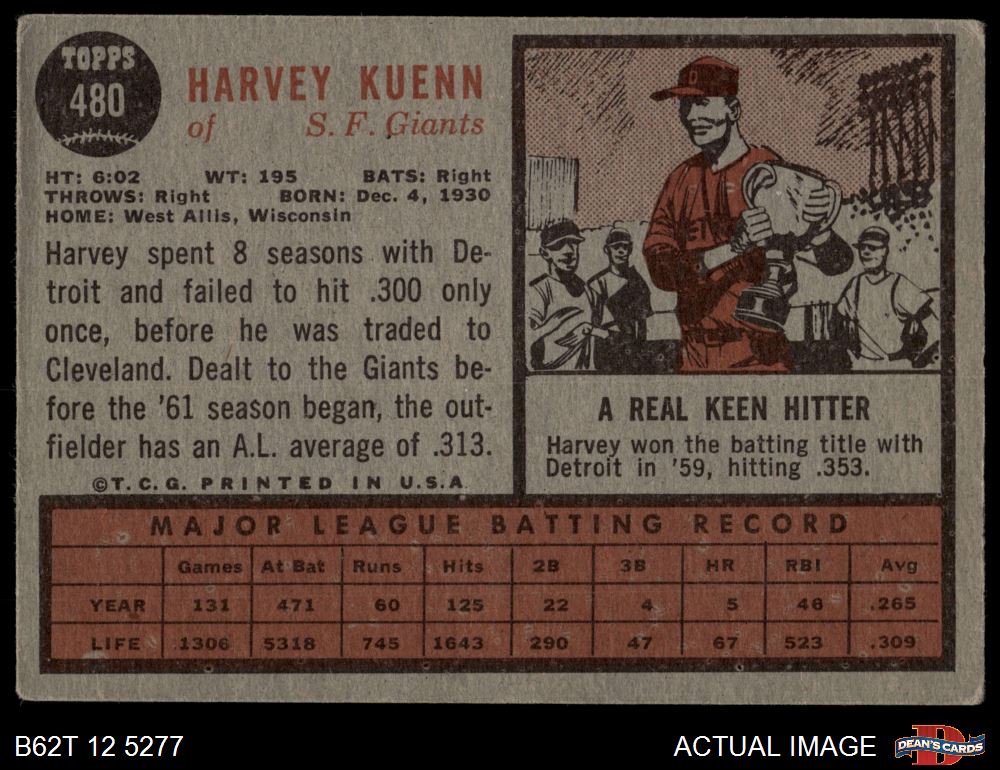 TOPPS
480
HARVEY KUENN
of S. F. Giants
HT: 6:02 WT: 195 BATS: Right
THROWS: Right BORN: Dec. 4, 1930
HOME: West Allis, Wisconsin
Harvey spent 8 seasons with De-
troit and failed to hit .300 only
once, before he was traded to
Cleveland. Dealt to the Giants be-
fore the '61 season began, the out-
fielder has an A.L. average of .313.
©T.C.G. PRINTED IN U.S.A.
D
A REAL KEEN HITTER
Harvey won the batting title with
Detroit in '59, hitting .353.
MAJOR LEAGUE BATTING RECORD
Games At Bat Runs Hits 2B 3B HR RBI Avg
YEAR 131 471 60 125 22 4 5 46 .265
LIFE 1306 5318 745 1643 290 47 67 523 .309
B62T 12 5277
ACTUAL IMAGE
D
DEAN'S CARDS